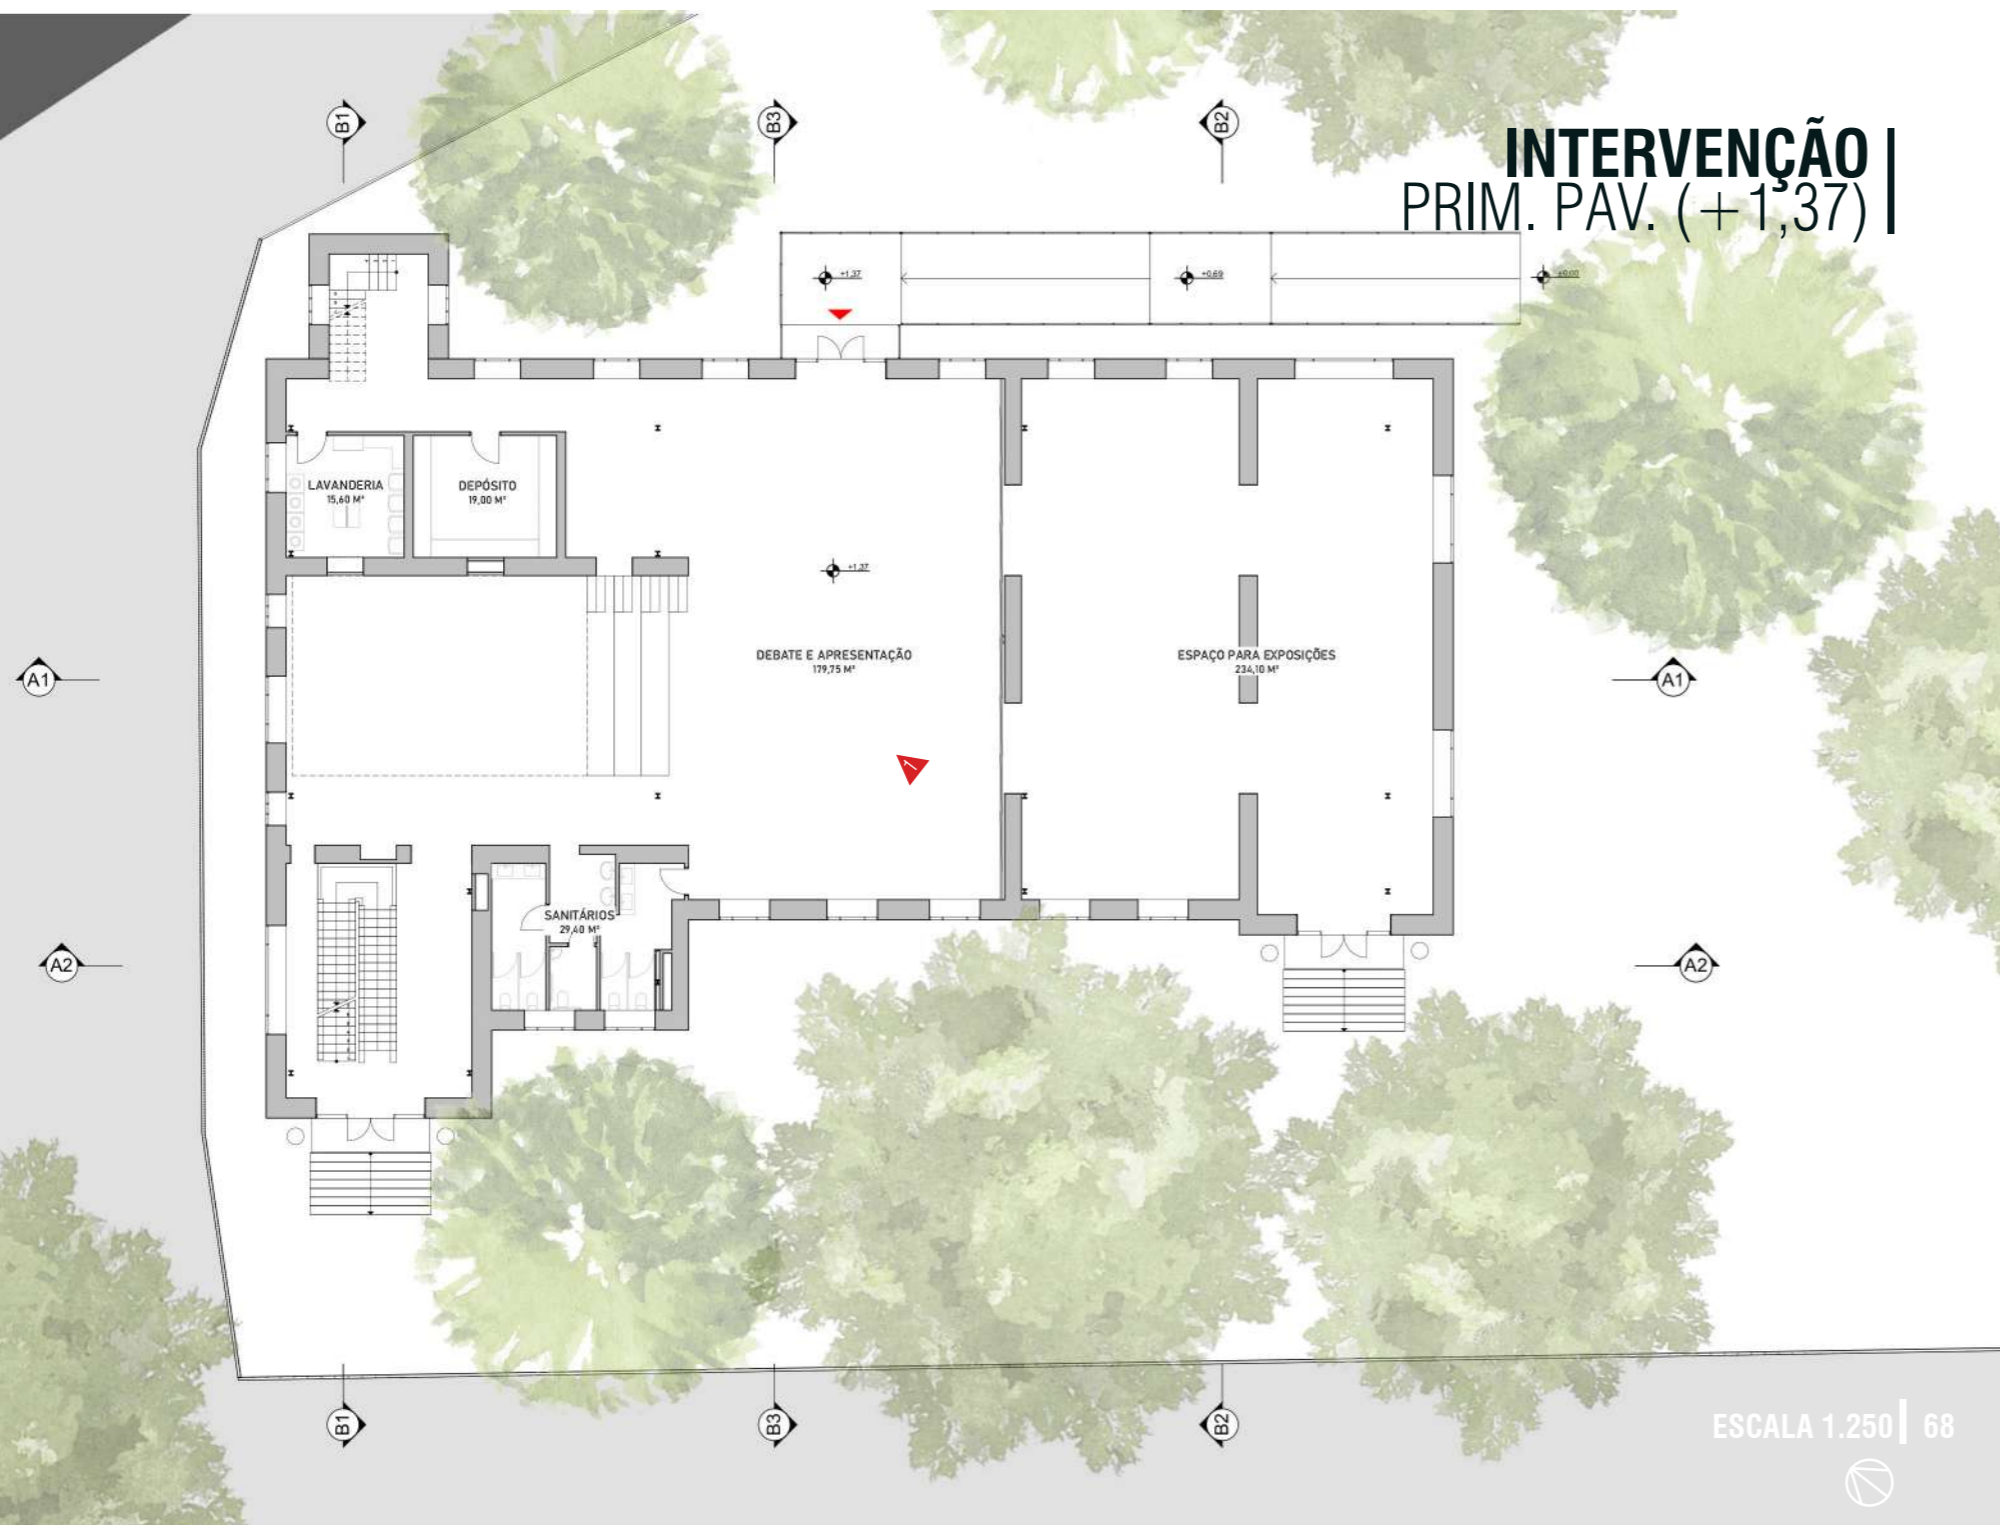 B1
B3
B2
INTERVENÇÃO
PRIM. PAV. (+1,37)
+1,37
+0,69
±0,00
LAVANDERIA
15,60 M²
DEPÓSITO
19,00 M²
+1,37
DEBATE E APRESENTAÇÃO
179,75 M²
ESPAÇO PARA EXPOSIÇÕES
234,10 M²
A1
A1
1
SANITÁRIOS
29,40 M²
A2
A2
B1
B3
B2
ESCALA 1.250 68